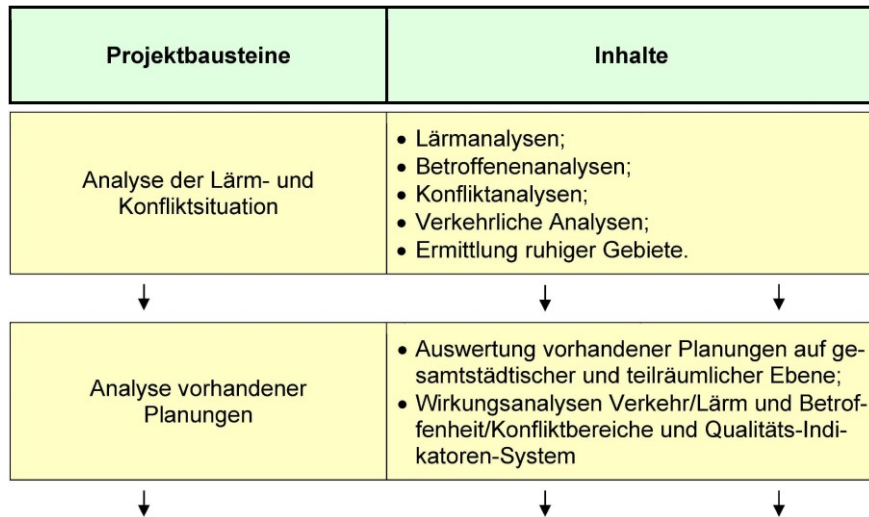 Projektbausteine
Inhalte
Analyse der Lärm- und
Konfliktsituation
• Lärmanalysen;
• Betroffenenanalysen;
• Konfliktanalysen;
• Verkehrliche Analysen;
• Ermittlung ruhiger Gebiete.
Analyse vorhandener
Planungen
• Auswertung vorhandener Planungen auf ge-
samtstädtischer und teilräumlicher Ebene;
• Wirkungsanalysen Verkehr/Lärm und Betrof-
fenheit/Konfliktbereiche und Qualitäts-Indi-
katoren-System